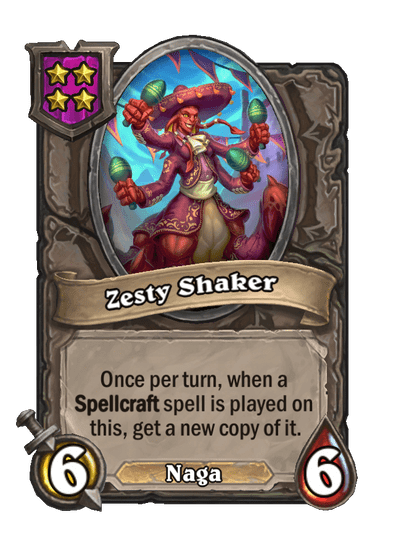 Zesty Shaker
Once per turn, when a
Spellcraft spell is played on
this, get a new copy of it.
6
Naga
6